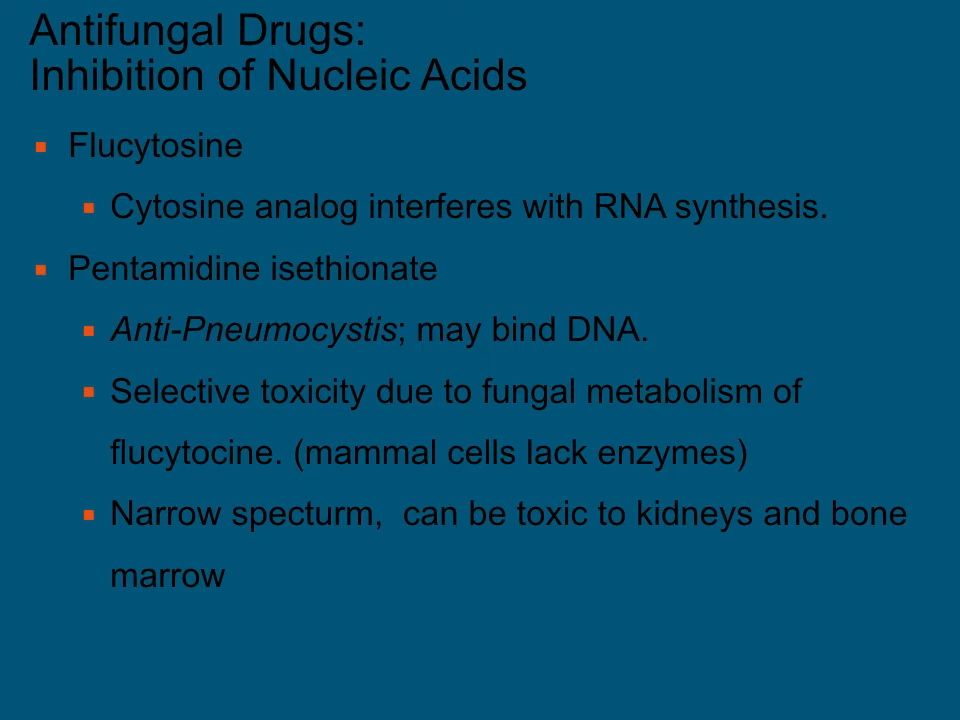 Antifungal Drugs:
Inhibition of Nucleic Acids
Flucytosine
Cytosine analog interferes with RNA synthesis.
Pentamidine isethionate
Anti-Pneumocystis; may bind DNA.
Selective toxicity due to fungal metabolism of
flucytocine. (mammal cells lack enzymes)
Narrow specturm,  can be toxic to kidneys and bone
marrow